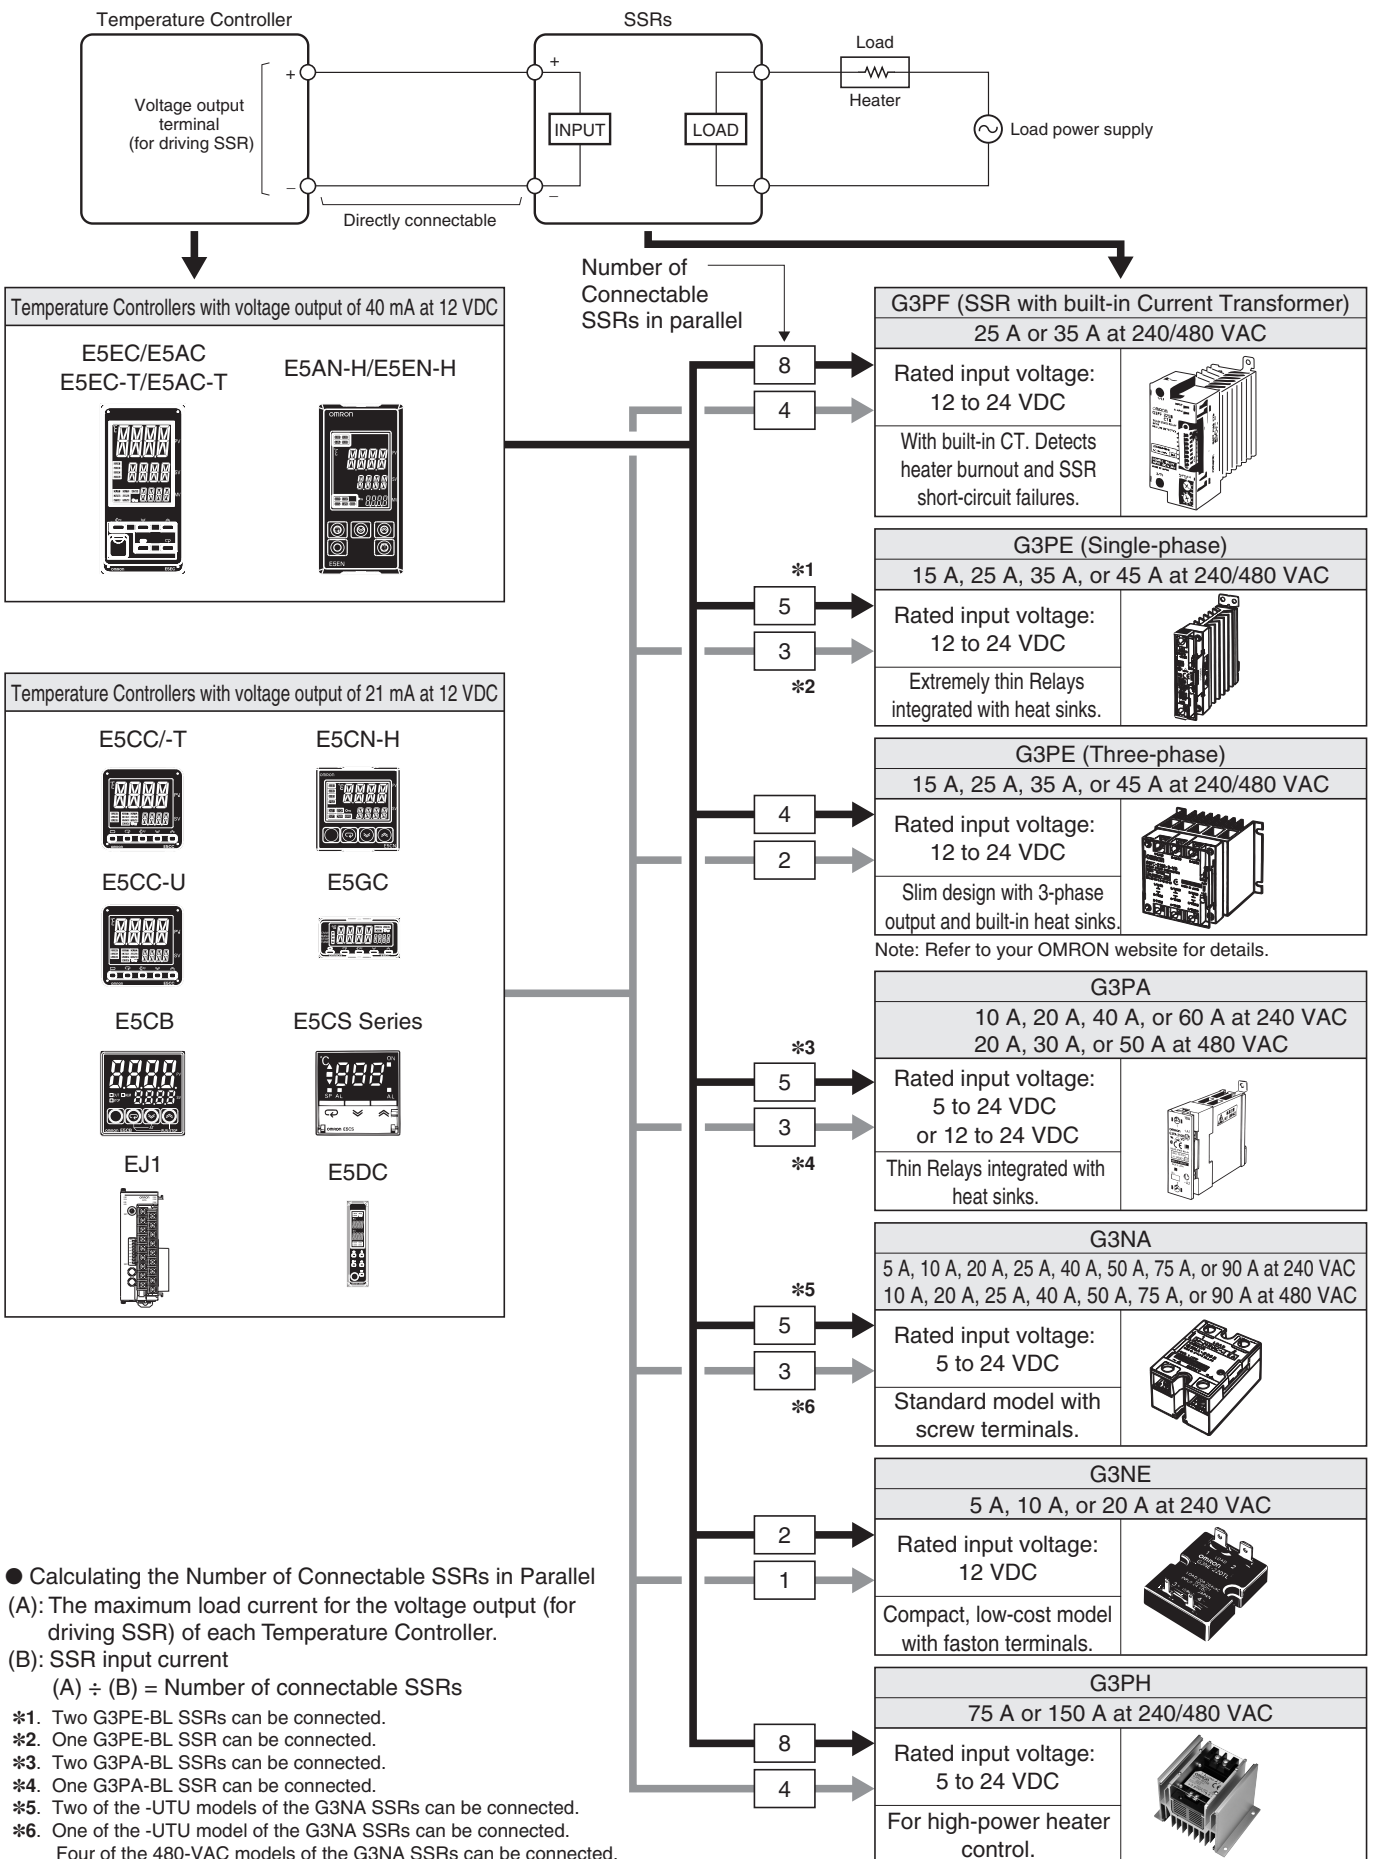 Temperature Controller
SSRs
Load
Heater
Load power supply
+
Voltage output
terminal
(for driving SSR)
−
+
INPUT
LOAD
−
Directly connectable
Number of
Connectable
SSRs in parallel
Temperature Controllers with voltage output of 40 mA at 12 VDC
E5EC/E5AC
E5EC-T/E5AC-T
E5AN-H/E5EN-H
Temperature Controllers with voltage output of 21 mA at 12 VDC
E5CC/-T
E5CN-H
E5CC-U
E5GC
E5CB
E5CS Series
EJ1
E5DC
8
4
G3PF (SSR with built-in Current Transformer)
25 A or 35 A at 240/480 VAC
Rated input voltage:
12 to 24 VDC
With built-in CT. Detects
heater burnout and SSR
short-circuit failures.
✻1
5
3
✻2
G3PE (Single-phase)
15 A, 25 A, 35 A, or 45 A at 240/480 VAC
Rated input voltage:
12 to 24 VDC
Extremely thin Relays
integrated with heat sinks.
4
2
G3PE (Three-phase)
15 A, 25 A, 35 A, or 45 A at 240/480 VAC
Rated input voltage:
12 to 24 VDC
Slim design with 3-phase
output and built-in heat sinks.
Note: Refer to your OMRON website for details.
✻3
5
3
✻4
G3PA
10 A, 20 A, 40 A, or 60 A at 240 VAC
20 A, 30 A, or 50 A at 480 VAC
Rated input voltage:
5 to 24 VDC
or 12 to 24 VDC
Thin Relays integrated with
heat sinks.
✻5
5
3
✻6
G3NA
5 A, 10 A, 20 A, 25 A, 40 A, 50 A, 75 A, or 90 A at 240 VAC
10 A, 20 A, 25 A, 40 A, 50 A, 75 A, or 90 A at 480 VAC
Rated input voltage:
5 to 24 VDC
Standard model with
screw terminals.
2
1
G3NE
5 A, 10 A, or 20 A at 240 VAC
Rated input voltage:
12 VDC
Compact, low-cost model
with faston terminals.
8
4
G3PH
75 A or 150 A at 240/480 VAC
Rated input voltage:
5 to 24 VDC
For high-power heater
control.
● Calculating the Number of Connectable SSRs in Parallel
(A): The maximum load current for the voltage output (for
driving SSR) of each Temperature Controller.
(B): SSR input current
(A) ÷ (B) = Number of connectable SSRs
✻1. Two G3PE-BL SSRs can be connected.
✻2. One G3PE-BL SSR can be connected.
✻3. Two G3PA-BL SSRs can be connected.
✻4. One G3PA-BL SSR can be connected.
✻5. Two of the -UTU models of the G3NA SSRs can be connected.
✻6. One of the -UTU model of the G3NA SSRs can be connected.
Four of the 480-VAC models of the G3NA SSRs can be connected.